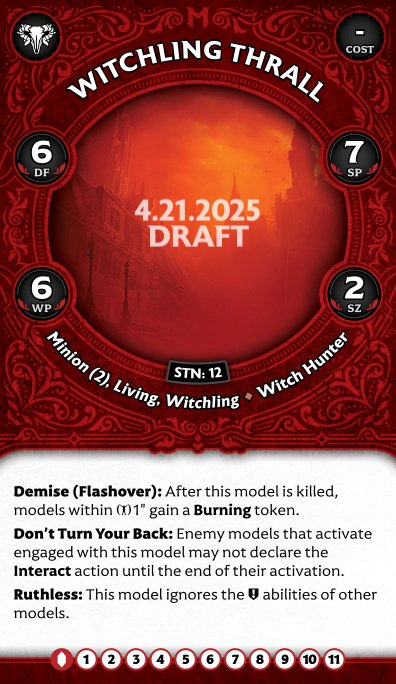 -
COST
WITCHLING THRALL
6
DF
7
SP
4.21.2025
DRAFT
6
WP
2
SZ
STN: 12
Minion (2), Living, Witchling ◆ Witch Hunter
Demise (Flashover): After this model is killed,
models within 1" gain a Burning token.
Don't Turn Your Back: Enemy models that activate
engaged with this model may not declare the
Interact action until the end of their activation.
Ruthless: This model ignores the abilities of other
models.
1 2 3 4 5 6 7 8 9 10 11